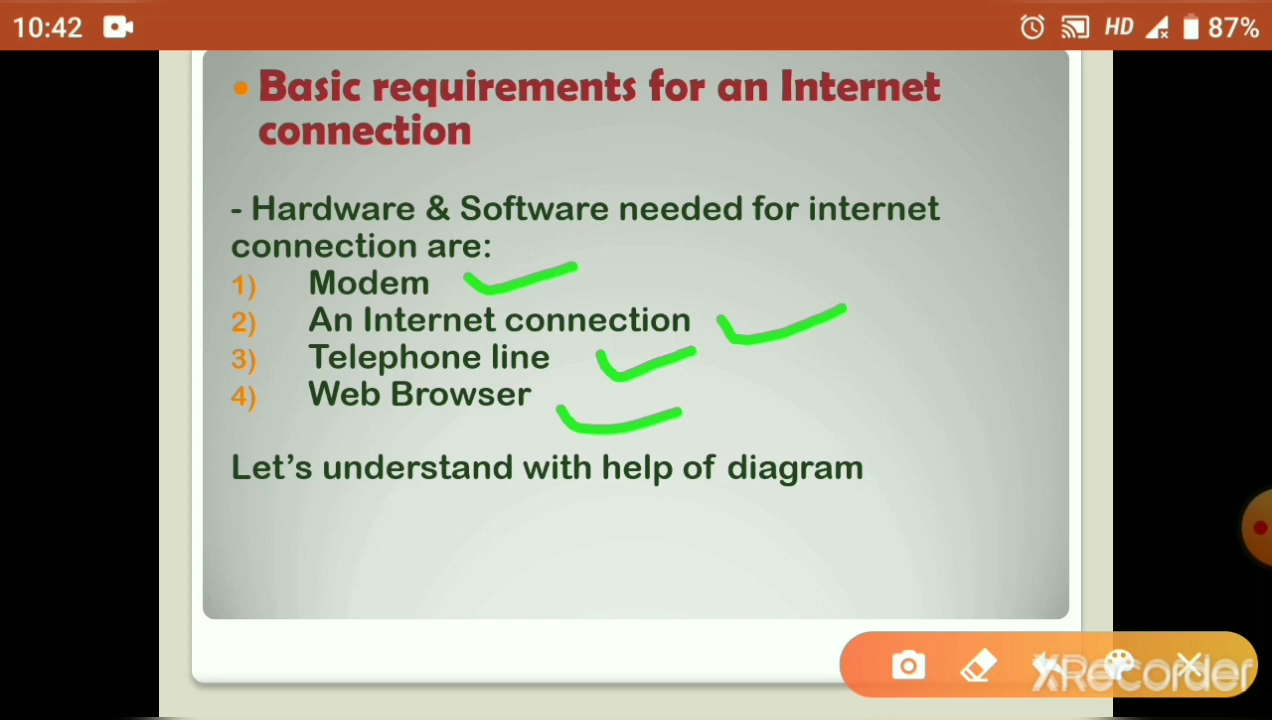 10:42 HD 87%
• Basic requirements for an Internet
connection
- Hardware & Software needed for internet
connection are:
1) Modem
2) An Internet connection
3) Telephone line
4) Web Browser
Let’s understand with help of diagram
XRecorder